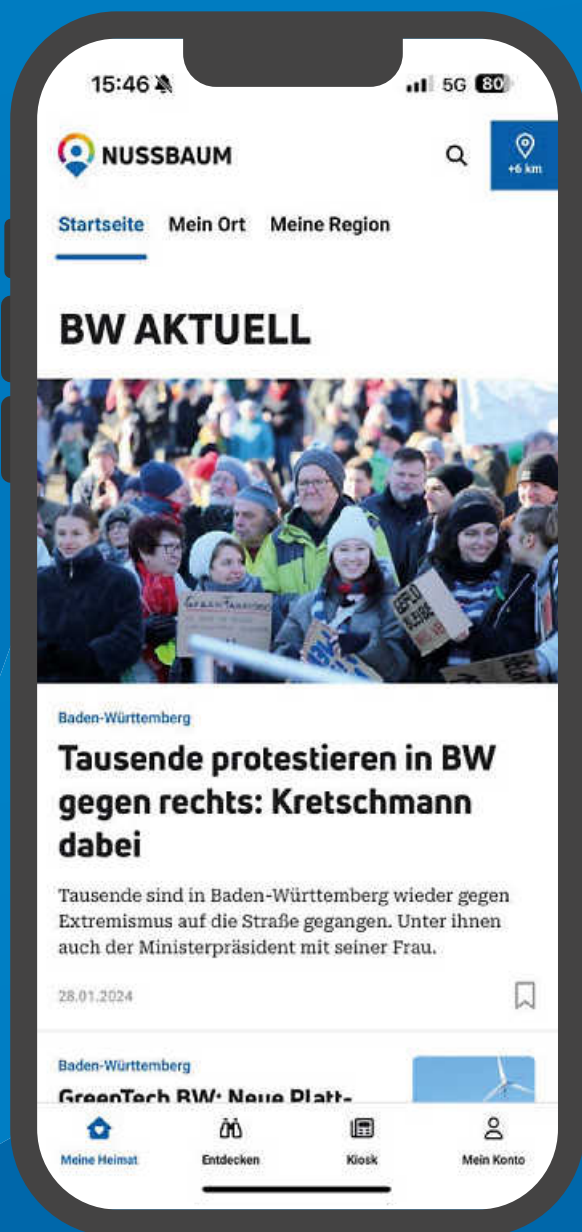 15:46
5G 80
NUSSBAUM
+6 km
Startseite Mein Ort Meine Region
BW AKTUELL
Baden-Württemberg
Tausende protestieren in BW
gegen rechts: Kretschmann
dabei
Tausende sind in Baden-Württemberg wieder gegen
Extremismus auf die Straße gegangen. Unter ihnen
auch der Ministerpräsident mit seiner Frau.
28.01.2024
Baden-Württemberg
GreenTech BW: Neue Platt-
Meine Heimat Entdecken Kiosk Mein Konto